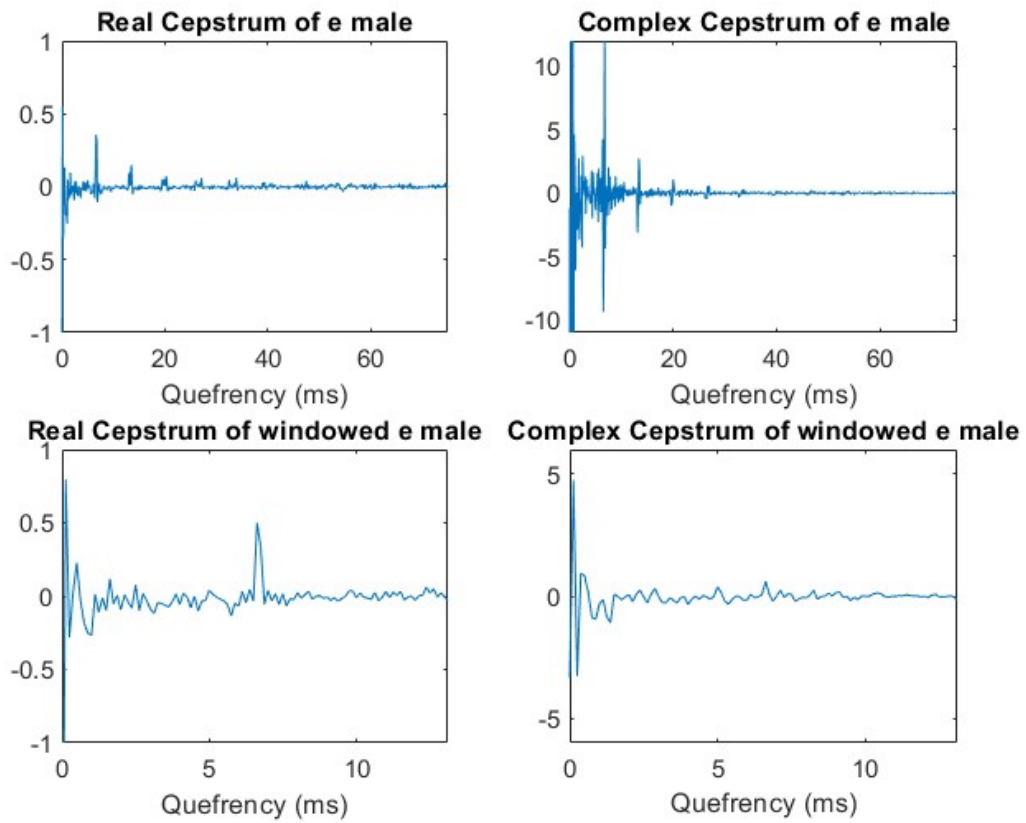 Real Cepstrum of e male
1
0.5
0
-0.5
-1
0 20 40 60
Quefrency (ms)
Complex Cepstrum of e male
10
5
0
-5
-10
0 20 40 60
Quefrency (ms)
Real Cepstrum of windowed e male
1
0.5
0
-0.5
-1
0 5 10
Quefrency (ms)
Complex Cepstrum of windowed e male
5
0
-5
0 5 10
Quefrency (ms)